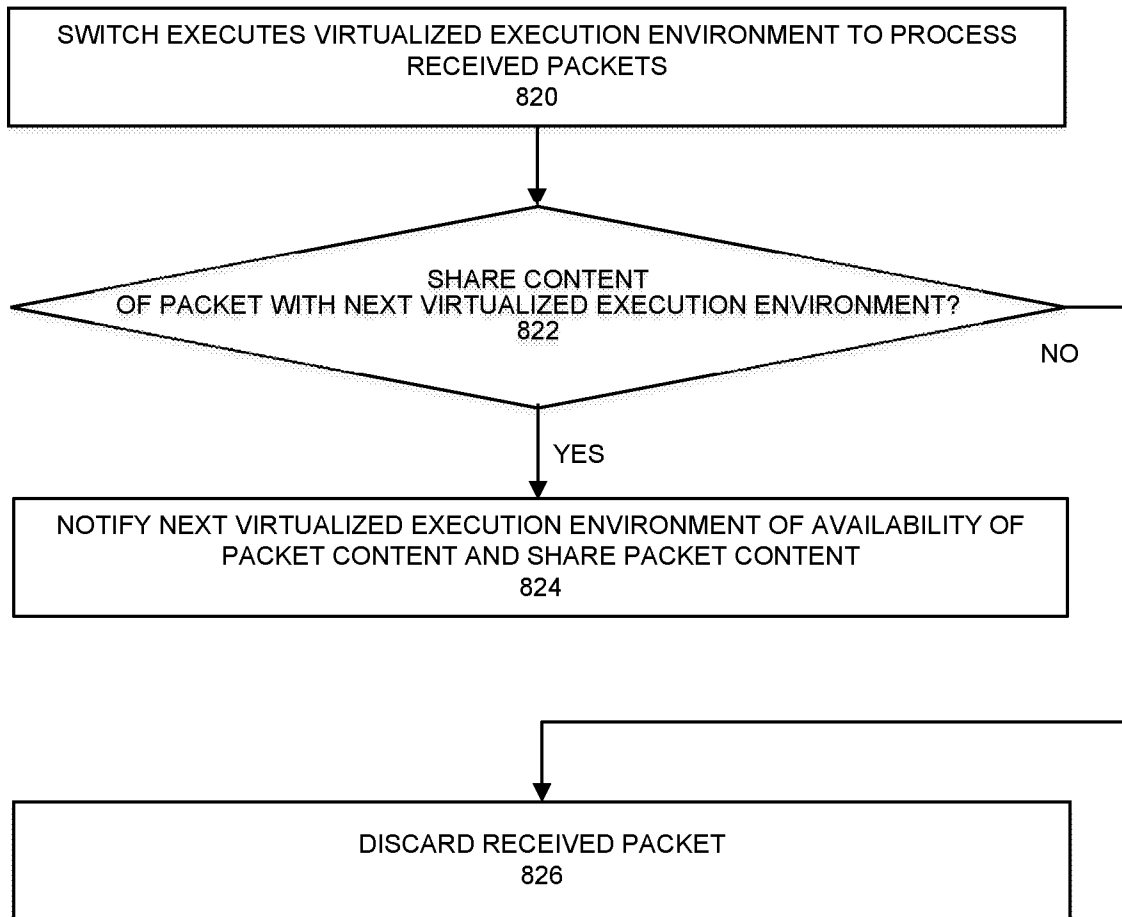 SWITCH EXECUTES VIRTUALIZED EXECUTION ENVIRONMENT TO PROCESS
RECEIVED PACKETS
820
SHARE CONTENT
OF PACKET WITH NEXT VIRTUALIZED EXECUTION ENVIRONMENT?
822
NO
YES
NOTIFY NEXT VIRTUALIZED EXECUTION ENVIRONMENT OF AVAILABILITY OF
PACKET CONTENT AND SHARE PACKET CONTENT
824
DISCARD RECEIVED PACKET
826